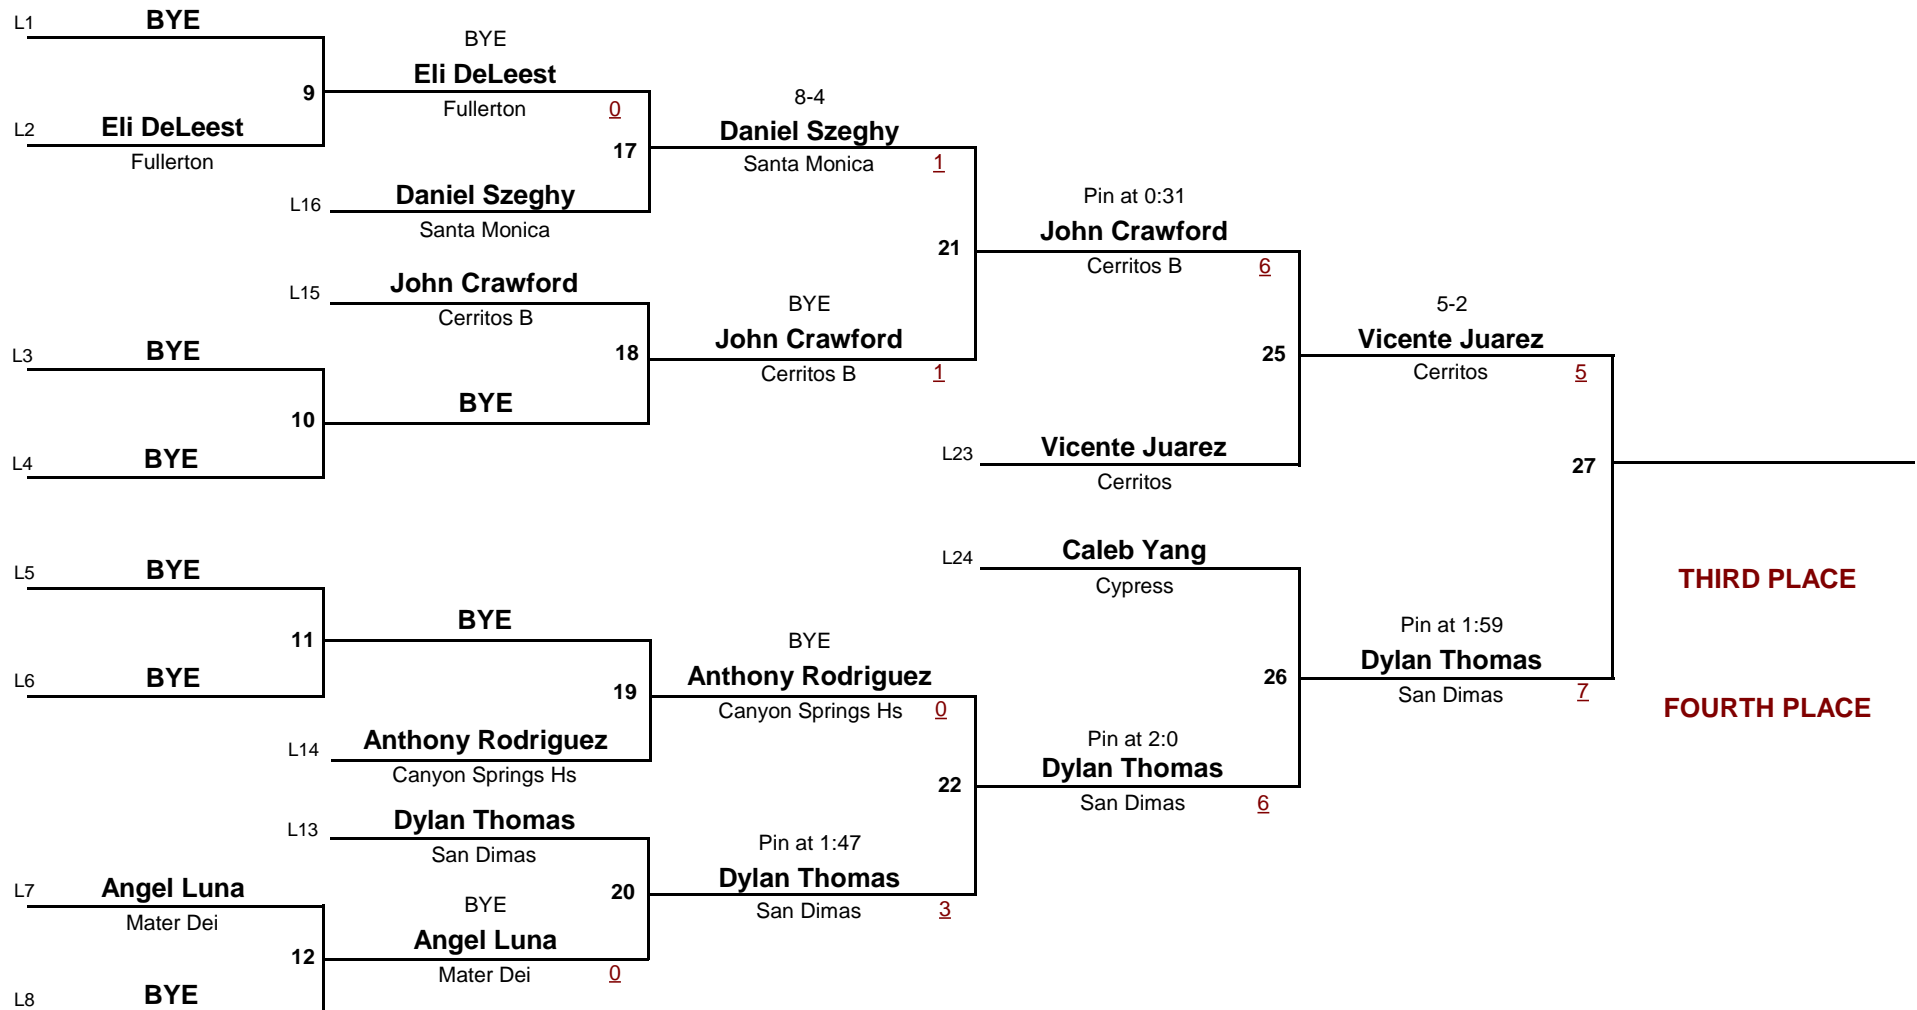 L1
BYE
9
L2
Eli DeLeest
Fullerton
BYE
Eli DeLeest
Fullerton
0
17
L16
Daniel Szeghy
Santa Monica
8-4
Daniel Szeghy
Santa Monica
1
L15
John Crawford
Cerritos B
L3
BYE
10
L4
BYE
BYE
18
BYE
John Crawford
Cerritos B
1
21
Pin at 0:31
John Crawford
Cerritos B
6
25
L23
Vicente Juarez
Cerritos
5-2
Vicente Juarez
Cerritos
5
27
L5
BYE
11
L6
BYE
BYE
19
L14
Anthony Rodriguez
Canyon Springs Hs
BYE
Anthony Rodriguez
Canyon Springs Hs
0
L13
Dylan Thomas
San Dimas
L7
Angel Luna
Mater Dei
12
L8
BYE
BYE
Angel Luna
Mater Dei
0
20
Pin at 1:47
Dylan Thomas
San Dimas
3
22
L24
Caleb Yang
Cypress
26
Pin at 2:0
Dylan Thomas
San Dimas
6
Pin at 1:59
Dylan Thomas
San Dimas
7
THIRD PLACE
FOURTH PLACE